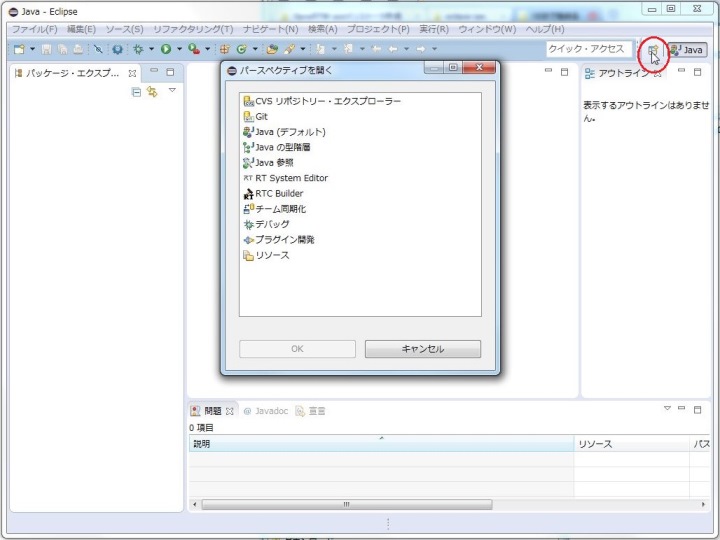 Java - Eclipse
ファイル(F) 編集(E) ソース(S) リファクタリング(T) ナビゲート(N) 検索(A) プロジェクト(P) 実行(R) ウィンドウ(W) ヘルプ(H)
クイック・アクセス
Java
パッケージ・エクスプ...
アウトライン
表示するアウトラインはありませ
ん。
パースペクティブを開く
CVS リポジトリー・エクスプローラー
Git
Java (デフォルト)
Java の型階層
Java 参照
RT System Editor
RTC Builder
チーム同期化
デバッグ
プラグイン開発
リソース
OK
キャンセル
問題
@ Javadoc
宣言
0 項目
説明
リソース
パス